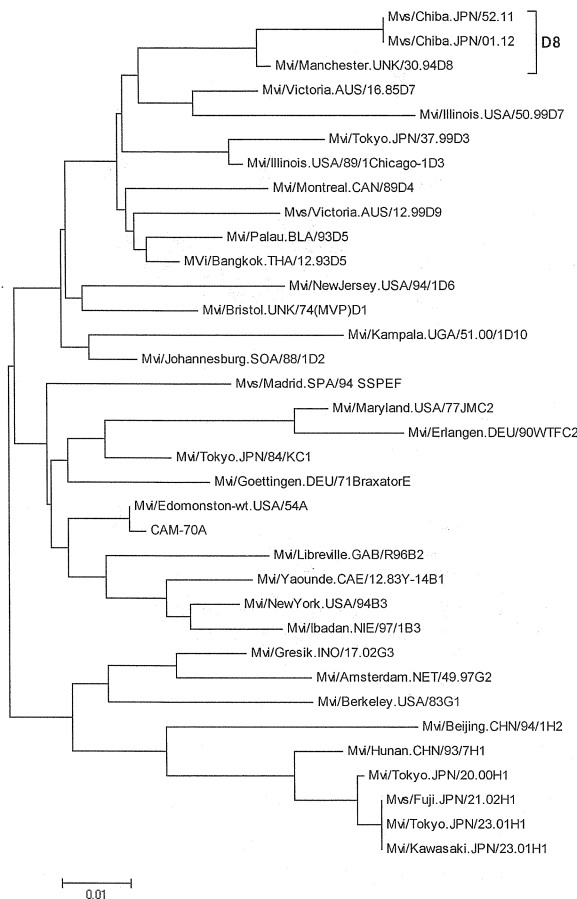 Mvs/Chiba.JPN/52.11
Mvs/Chiba.JPN/01.12
D8
Mvi/Manchester.UNK/30.94D8
Mvi/Victoria.AUS/16.85D7
Mvi/Illinois.USA/50.99D7
Mvi/Tokyo.JPN/37.99D3
Mvi/Illinois.USA/89/1Chicago-1D3
Mvi/Montreal.CAN/89D4
Mvs/Victoria.AUS/12.99D9
Mvi/Palau.BLA/93D5
MVi/Bangkok.THA/12.93D5
Mvi/NewJersey.USA/94/1D6
Mvi/Bristol.UNK/74(MVP)D1
Mvi/Kampala.UGA/51.00/1D10
Mvi/Johannesburg.SOA/88/1D2
Mvs/Madrid.SPA/94 SSPEF
Mvi/Maryland.USA/77JMC2
Mvi/Erlangen.DEU/90WTFC2
Mvi/Tokyo.JPN/84/KC1
Mvi/Goettingen.DEU/71BraxatorE
Mvi/Edomonston-wt.USA/54A
CAM-70A
Mvi/Libreville.GAB/R96B2
Mvi/Yaounde.CAE/12.83Y-14B1
Mvi/NewYork.USA/94B3
Mvi/Ibadan.NIE/97/1B3
Mvi/Gresik.INO/17.02G3
Mvi/Amsterdam.NET/49.97G2
Mvi/Berkeley.USA/83G1
Mvi/Beijing.CHN/94/1H2
Mvi/Hunan.CHN/93/7H1
Mvi/Tokyo.JPN/20.00H1
Mvs/Fuji.JPN/21.02H1
Mvi/Tokyo.JPN/23.01H1
Mvi/Kawasaki.JPN/23.01H1
0.01